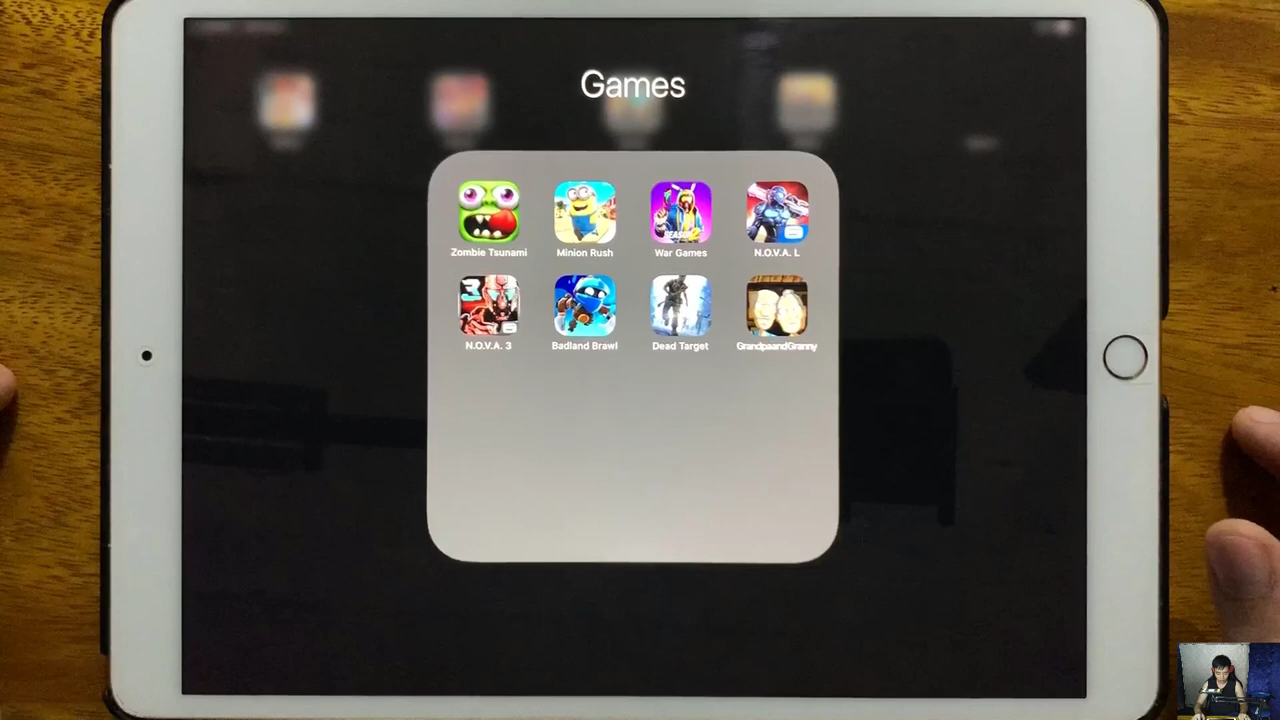 Games
Zombie Tsunami
Minion Rush
War Games
N.O.V.A. L
N.O.V.A. 3
Badland Brawl
Dead Target
GrandpaandGranny